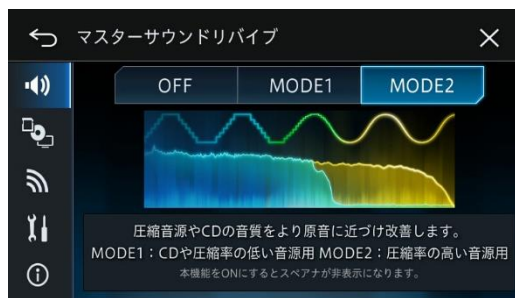 マスターサウンドリバイブ
OFF MODE1 MODE2
圧縮音源やCDの音質をより原音に近づけ改善します。
MODE1：CDや圧縮率の低い音源用 MODE2：圧縮率の高い音源用
本機能をONにするとスペアナが非表示になります。